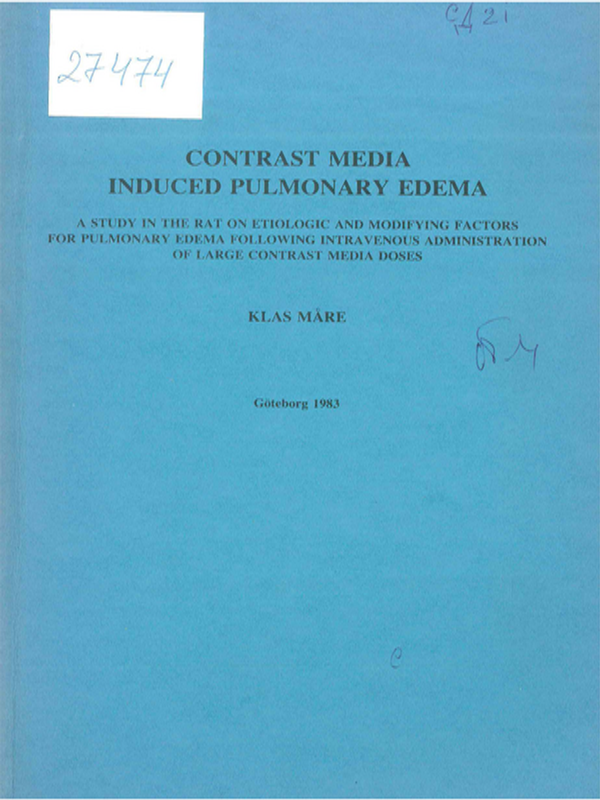 27474
21
CONTRAST MEDIA
INDUCED PULMONARY EDEMA
A STUDY IN THE RAT ON ETIOLOGIC AND MODIFYING FACTORS
FOR PULMONARY EDEMA FOLLOWING INTRAVENOUS ADMINISTRATION
OF LARGE CONTRAST MEDIA DOSES
KLAS MÅRE
Göteborg 1983